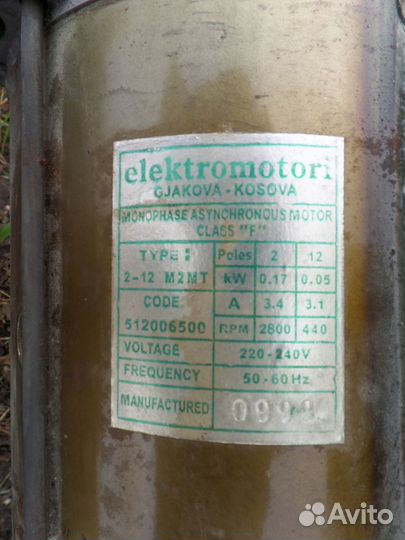 elektromotori
GJAKOVA - KOSOVA
MONOPHASE ASYNCHRONOUS MOTOR
CLASS "F"
TYPE: Poles 2 12
2-12 M2MT kW 0.17 0.05
CODE. A 3.4 3.1
512006500 RPM 2800 440
VOLTAGE 220-240V
FREQUENCY 50-60Hz
MANUFACTURED
Avito